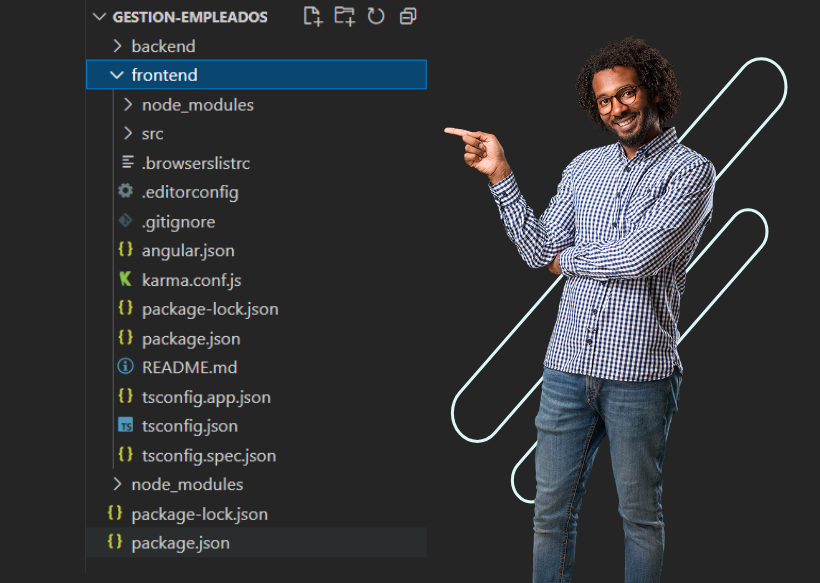 GESTION-EMPLEADOS
backend
frontend
node_modules
src
.browserslistrc
.editorconfig
.gitignore
angular.json
karma.conf.js
package-lock.json
package.json
README.md
tsconfig.app.json
TS tsconfig.json
tsconfig.spec.json
node_modules
package-lock.json
package.json